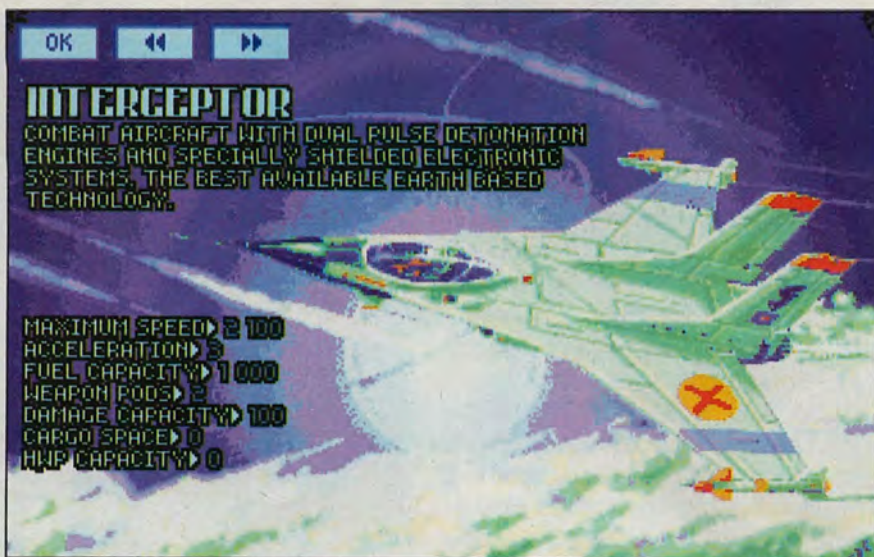 OK
INTERCEPTOR
COMBAT AIRCRAFT WITH DUAL PULSE DETONATION
ENGINES AND SPECIALLY SHIELDED ELECTRONIC
SYSTEMS. THE BEST AVAILABLE EARTH BASED
TECHNOLOGY.
MAXIMUM SPEED> 2 100
ACCELERATION> 3
FUEL CAPACITY> 1 000
WEAPON PODS> 2
DAMAGE CAPACITY> 100
CARGO SPACE> 0
HWP CAPACITY> 0